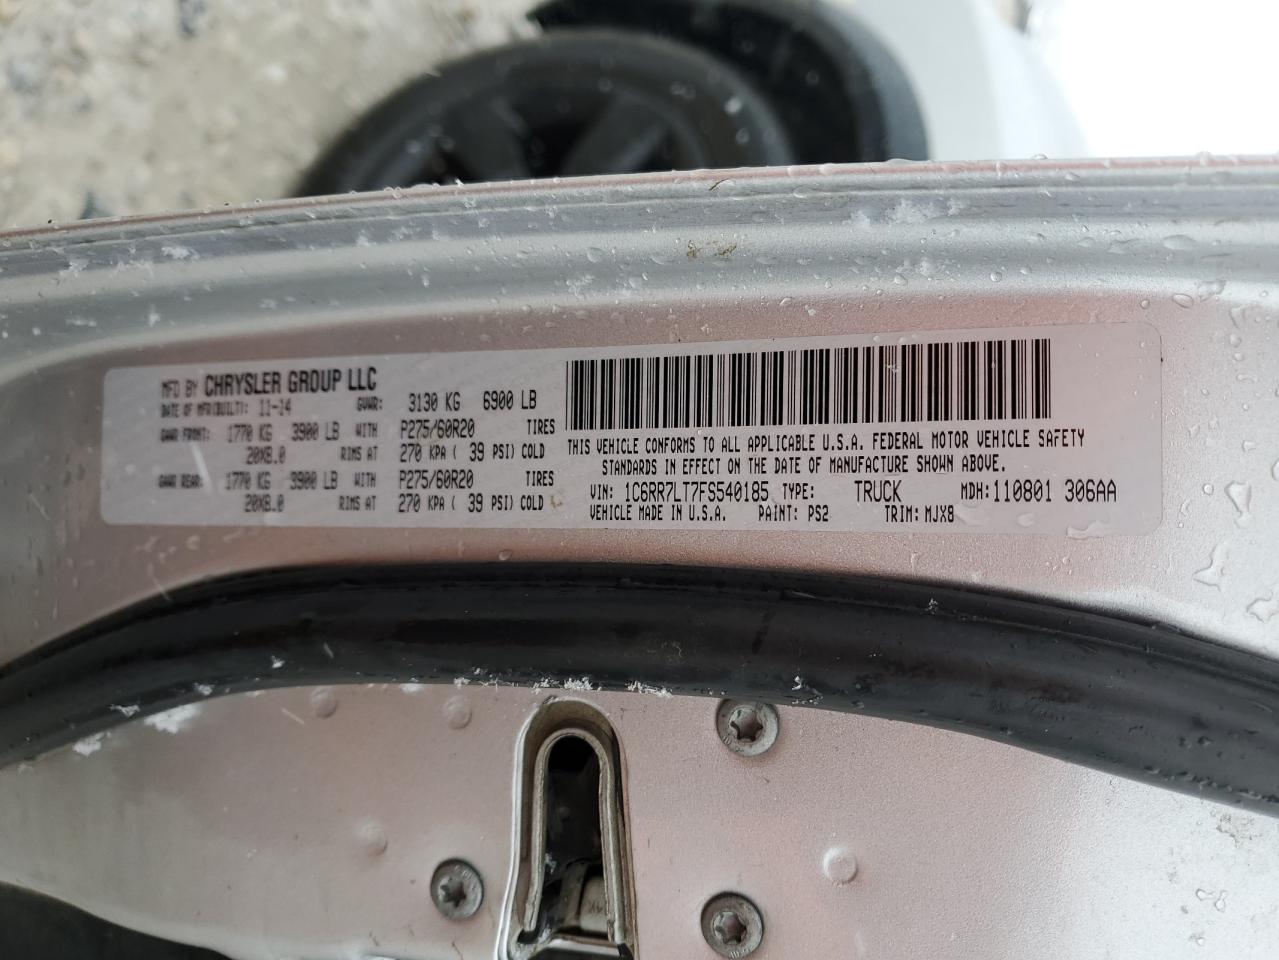 MFD BY CHRYSLER GROUP LLC
DATE OF MFR(BUILT): 11-14 GVWR: 3130 KG 6900 LB
GAWR FRONT: 1770 KG 3900 LB WITH P275/60R20 TIRES
20X8.0 RIMS AT 270 KPA ( 39 PSI) COLD
GAWR REAR: 1770 KG 3900 LB WITH P275/60R20 TIRES
20X8.0 RIMS AT 270 KPA ( 39 PSI) COLD
THIS VEHICLE CONFORMS TO ALL APPLICABLE U.S.A. FEDERAL MOTOR VEHICLE SAFETY
STANDARDS IN EFFECT ON THE DATE OF MANUFACTURE SHOWN ABOVE.
VIN: 1C6RR7LT7FS540185 TYPE: TRUCK MDH: 110801 306AA
VEHICLE MADE IN U.S.A. PAINT: PS2 TRIM: MJX8